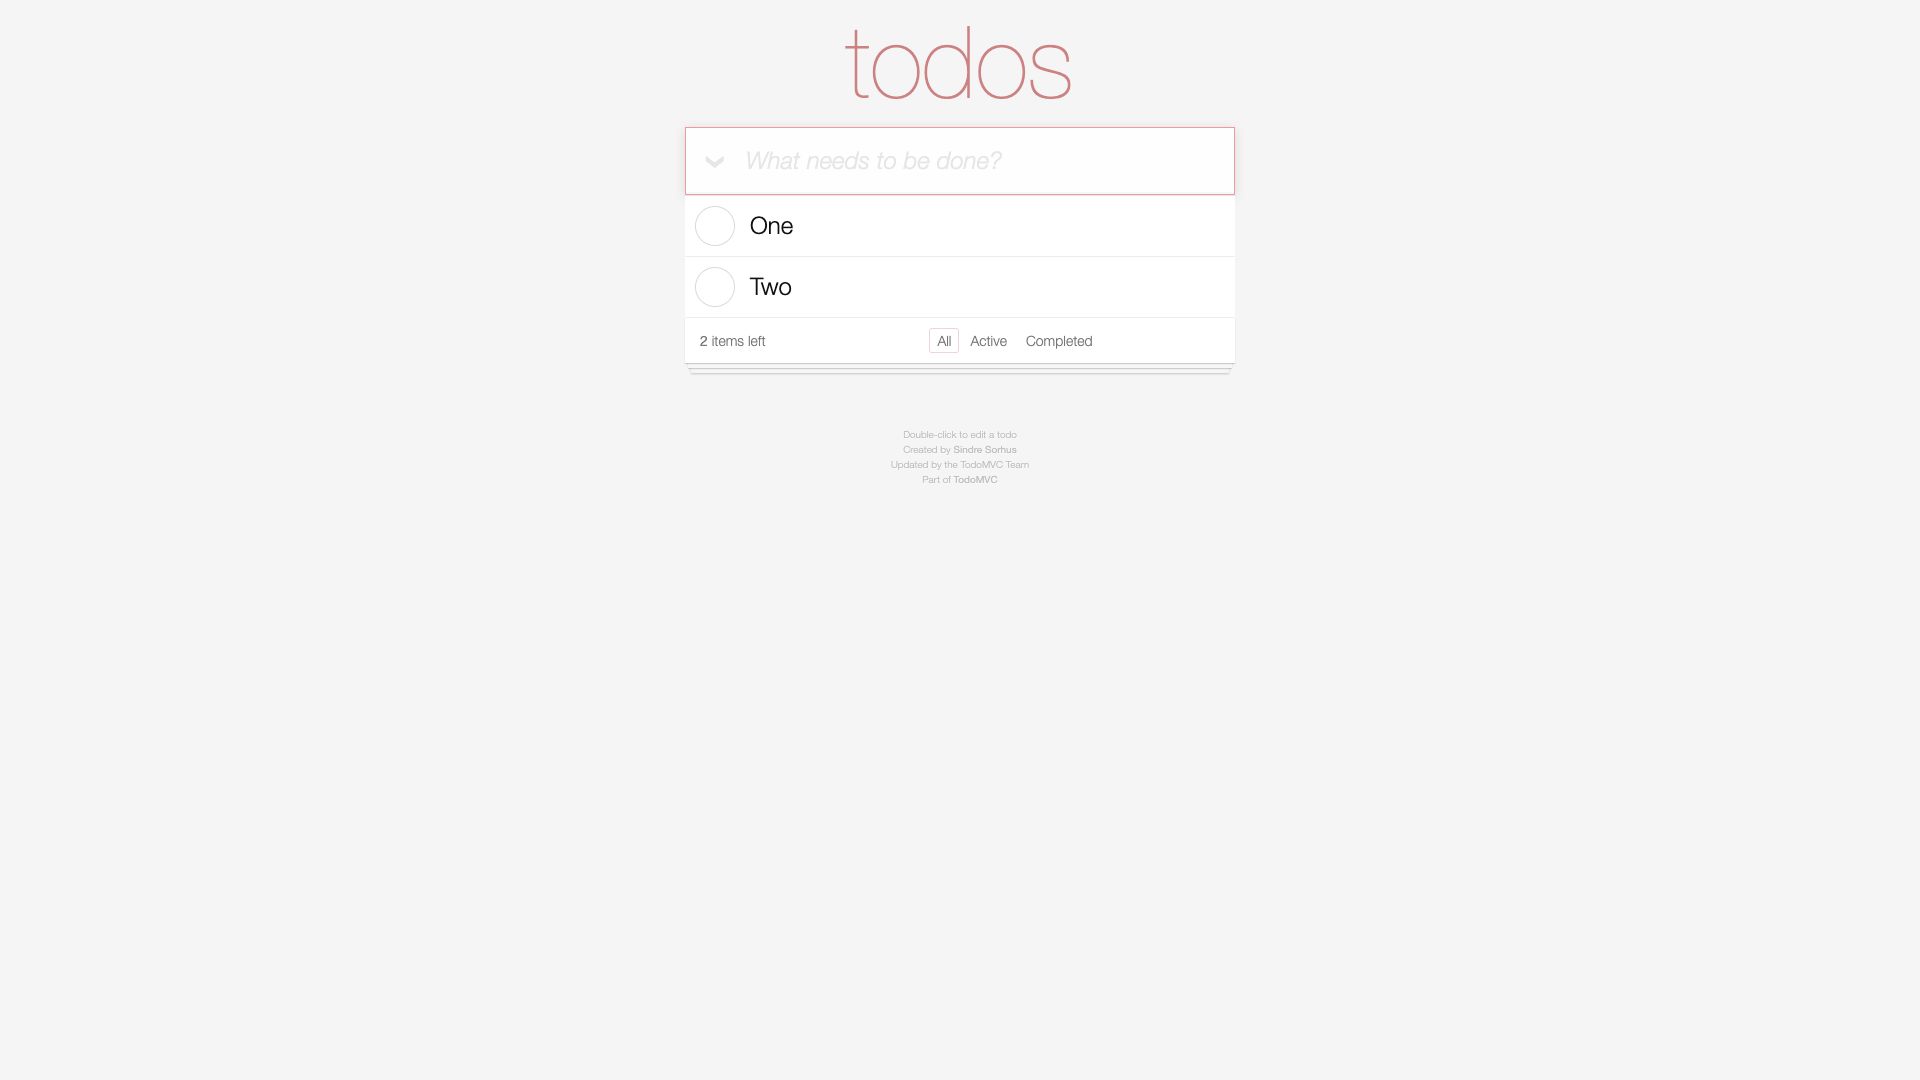 todos
What needs to be done?
One
Two
2 items left All Active Completed
Double-click to edit a todo
Created by Sindre Sorhus
Updated by the TodoMVC Team
Part of TodoMVC